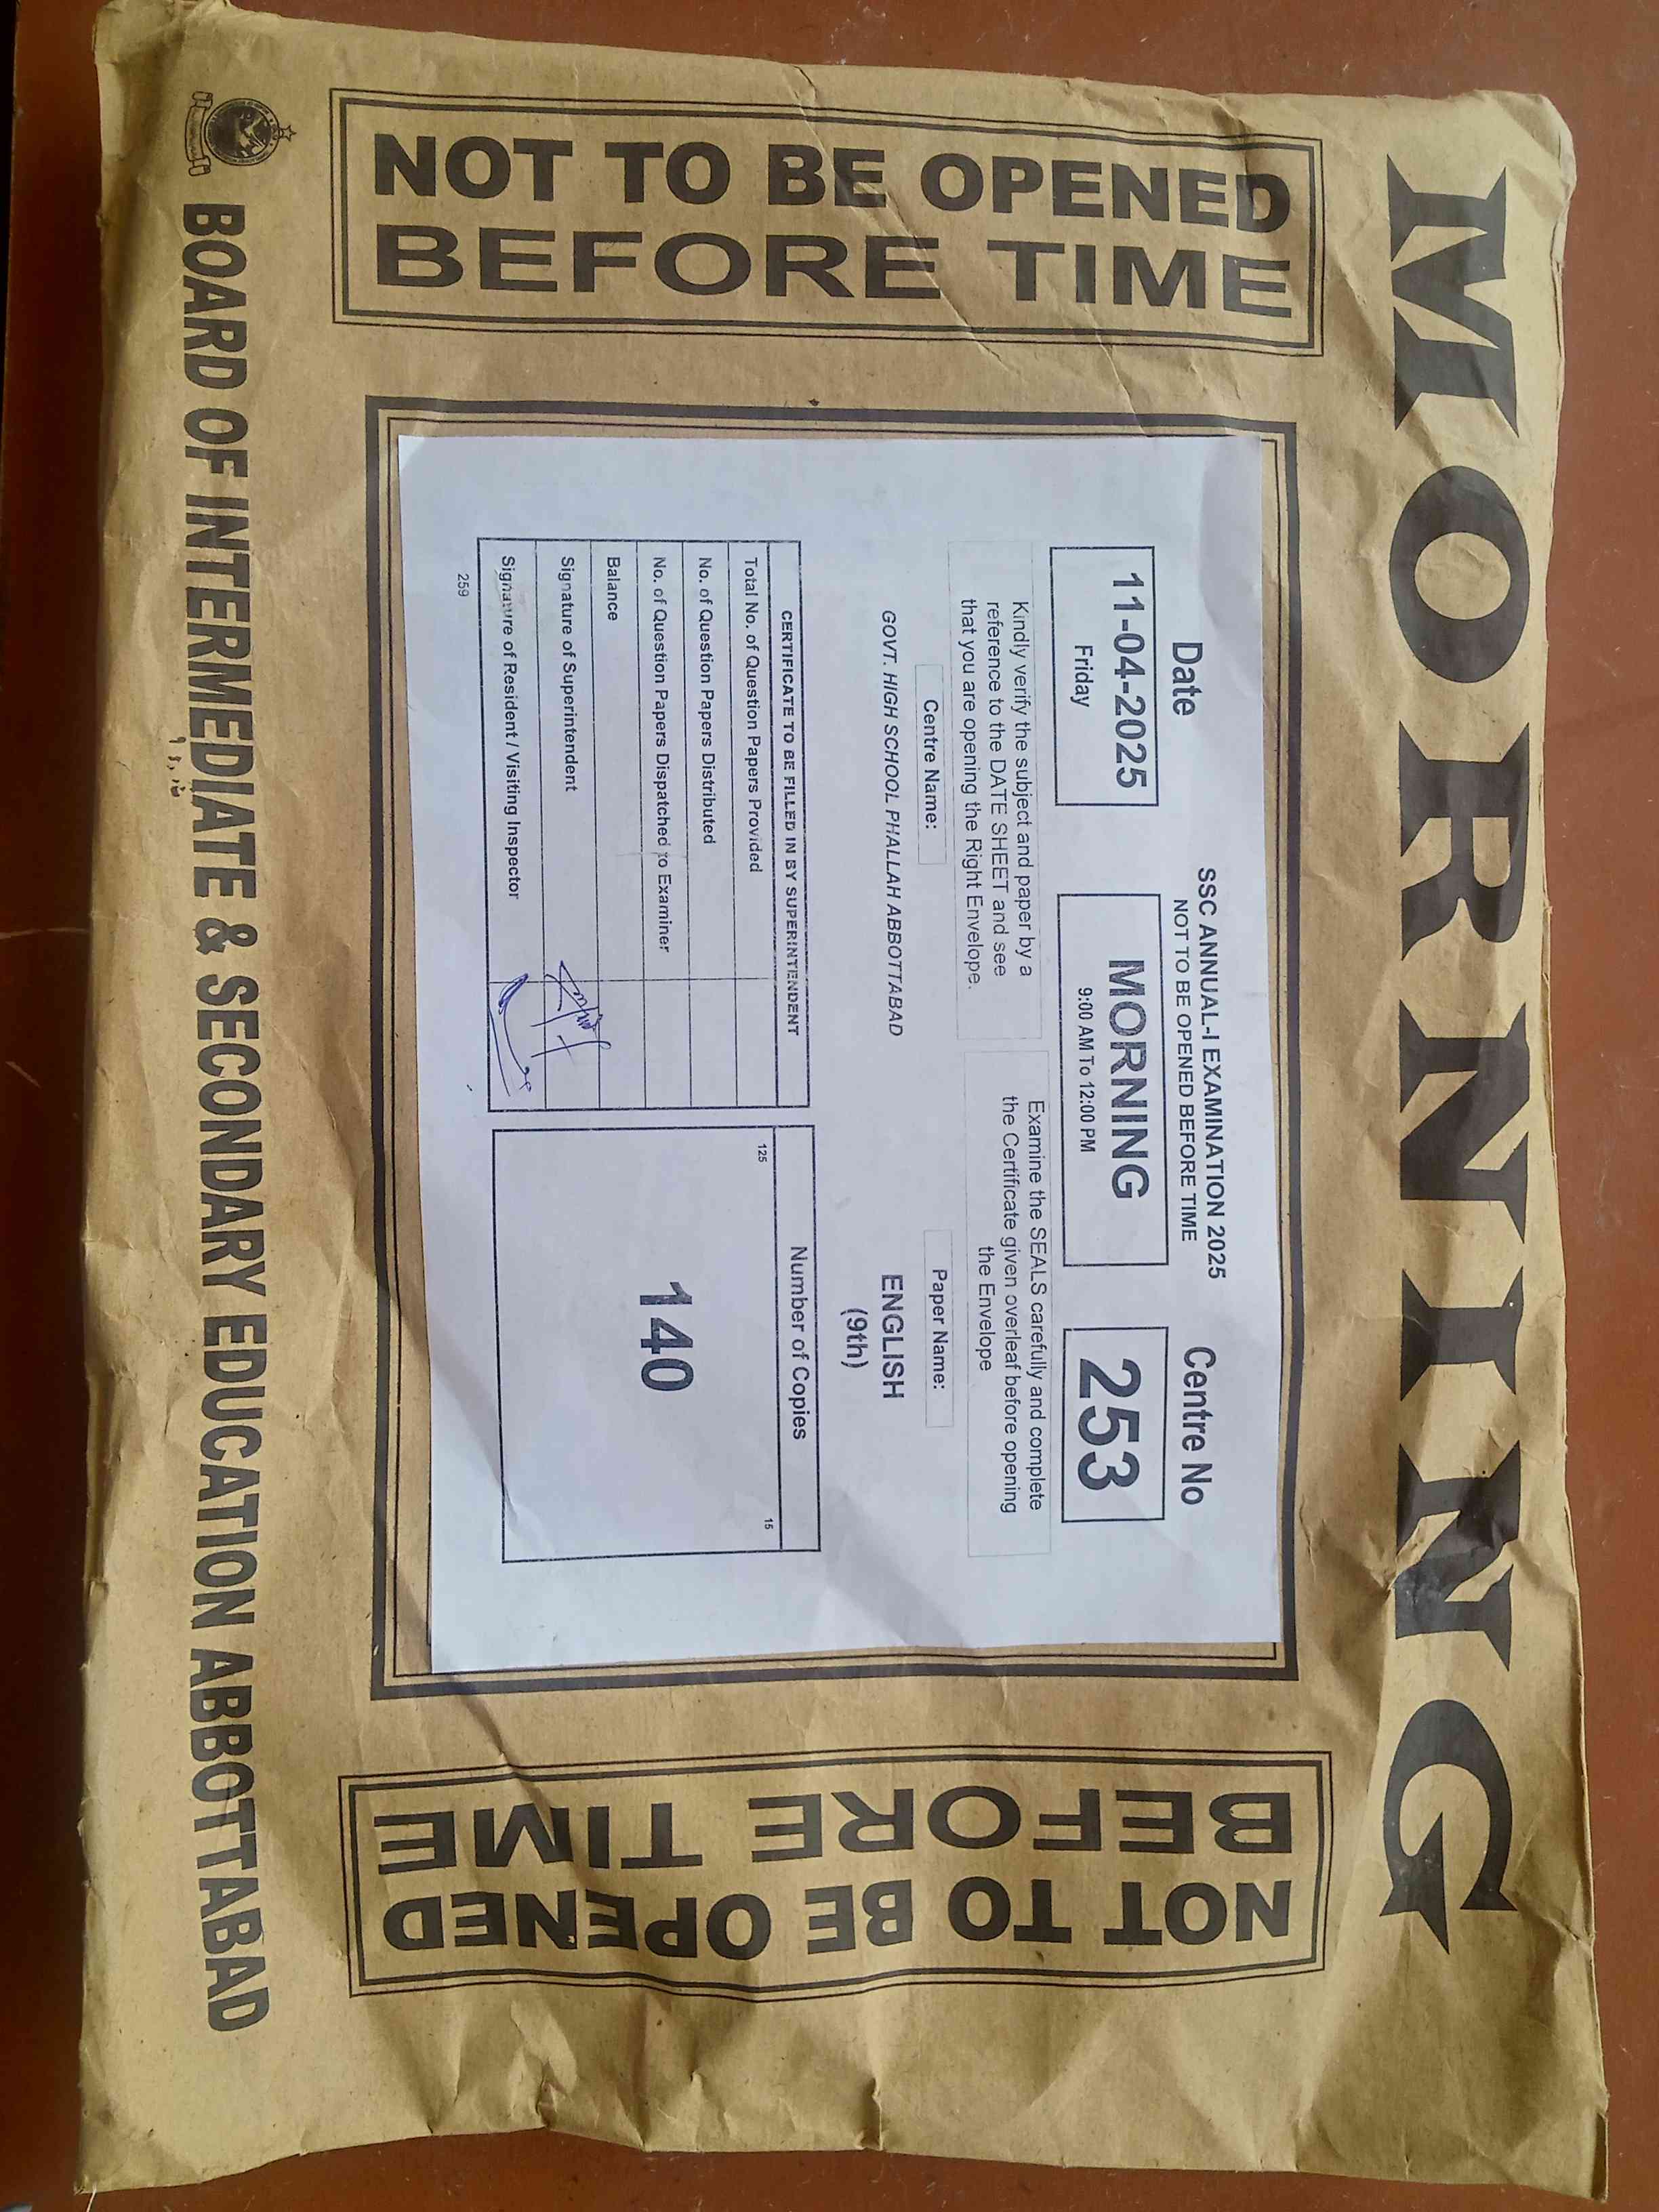 MORNING
NOT TO BE OPENED
BEFORE TIME
SSC ANNUAL-I EXAMINATION 2025
NOT TO BE OPENED BEFORE TIME
Date
11-04-2025
Friday
MORNING
9:00 AM To 12:00 PM
Centre No
253
Kindly verify the subject and paper by a
reference to the DATE SHEET and see
that you are opening the Right Envelope.
Examine the SEALS carefully and complete
the Certificate given overleaf before opening
the Envelope
Centre Name:
GOVT. HIGH SCHOOL PHALLAH ABBOTTABAD
Paper Name:
ENGLISH
(9th)
CERTIFICATE TO BE FILLED IN BY SUPERINTENDENT
Total No. of Question Papers Provided
No. of Question Papers Distributed
No. of Question Papers Dispatched to Examiner
Balance
Signature of Superintendent
Signature of Resident / Visiting Inspector
259
Number of Copies
125
15
140
NOT TO BE OPENED
BEFORE TIME
BOARD OF INTERMEDIATE & SECONDARY EDUCATION ABBOTTABAD